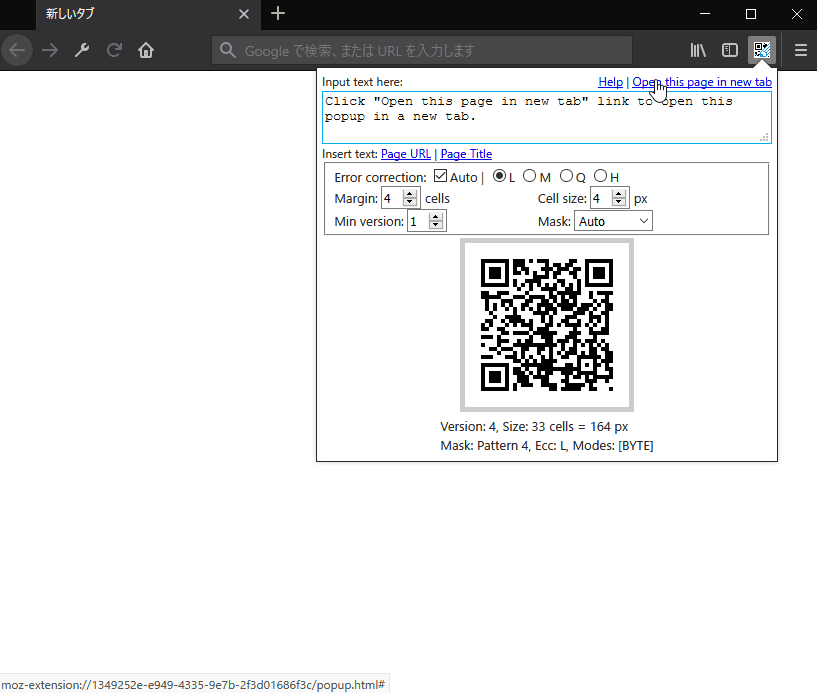 新しいタブ
Google で検索、または URL を入力します
Input text here: Help | Open this page in new tab
Click "Open this page in new tab" link to open this
popup in a new tab.
Insert text: Page URL | Page Title
Error correction: Auto | L M Q H
Margin: 4 cells Cell size: 4 px
Min version: 1 Mask: Auto
Version: 4, Size: 33 cells = 164 px
Mask: Pattern 4, Ecc: L, Modes: [BYTE]
moz-extension://1349252e-e949-4335-9e7b-2f3d01686f3c/popup.html#